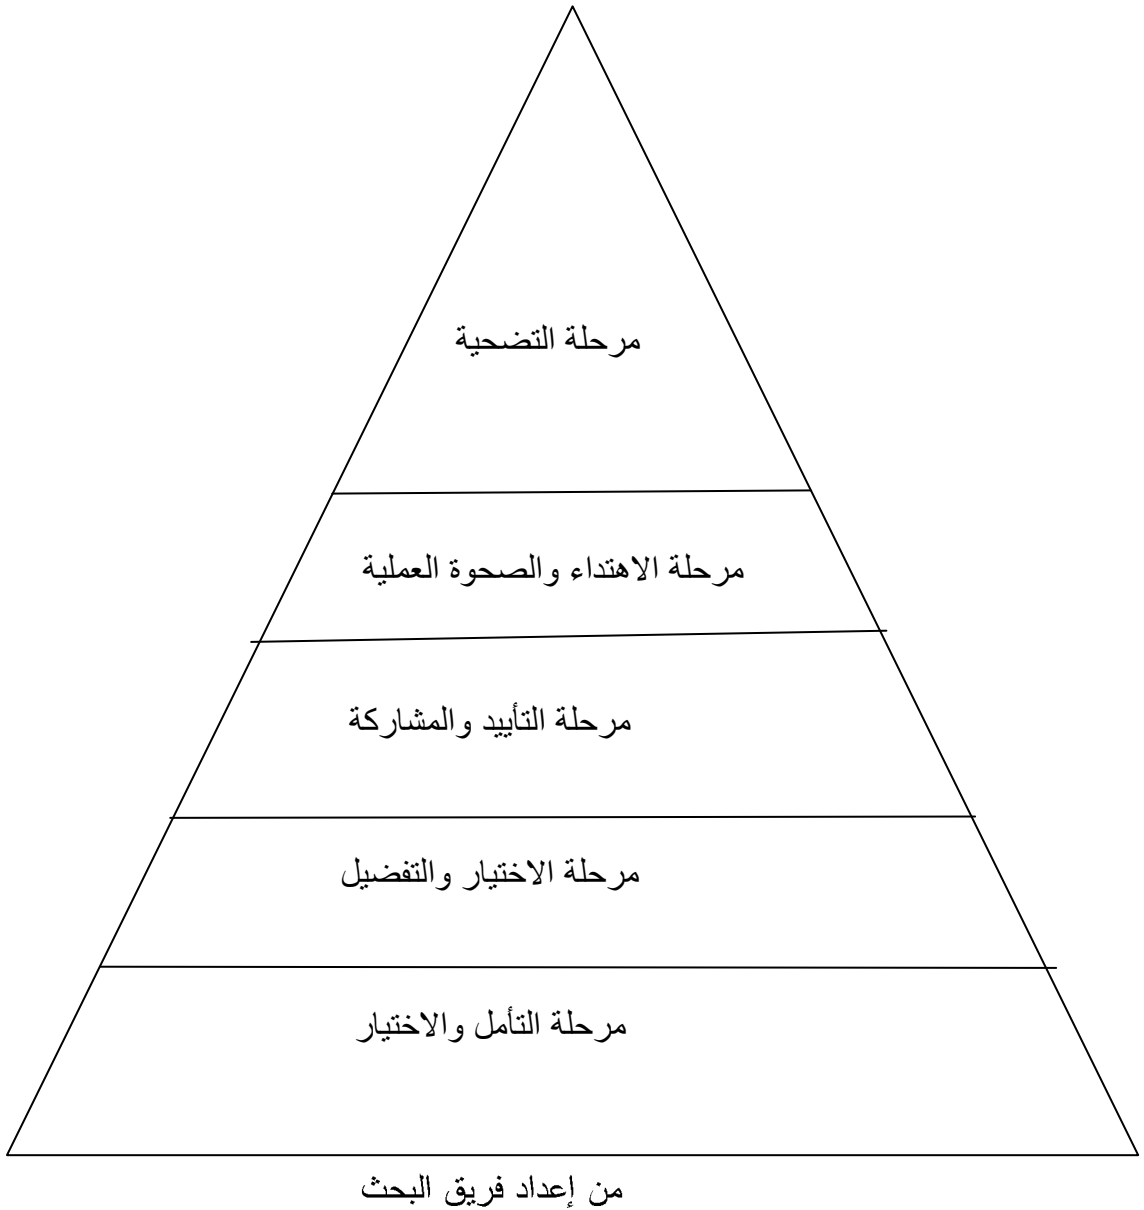 مرحلة التضحية
مرحلة الاهتداء والصحوة العملية
مرحلة التأييد والمشاركة
مرحلة الاختيار والتفضيل
مرحلة التأمل والاختيار
من إعداد فريق البحث